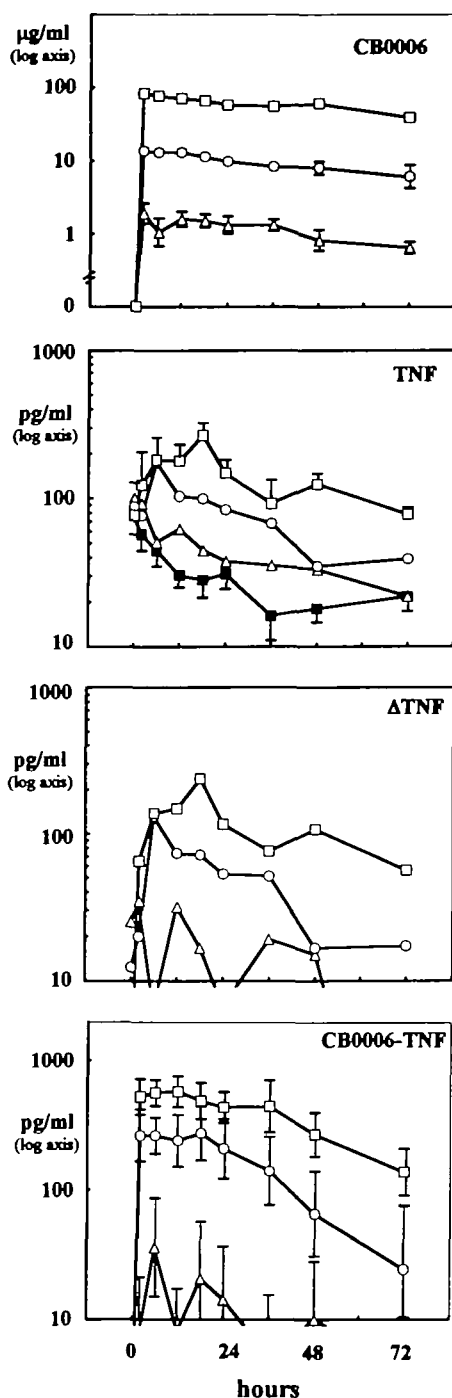 µg/ml
(log axis)
CB0006
100
10
1
0
1000
TNF
pg/ml
(log axis)
100
10
1000
ΔTNF
pg/ml
(log axis)
100
10
CB0006-TNF
1000
pg/ml
(log axis)
100
10
0 24 48 72
hours